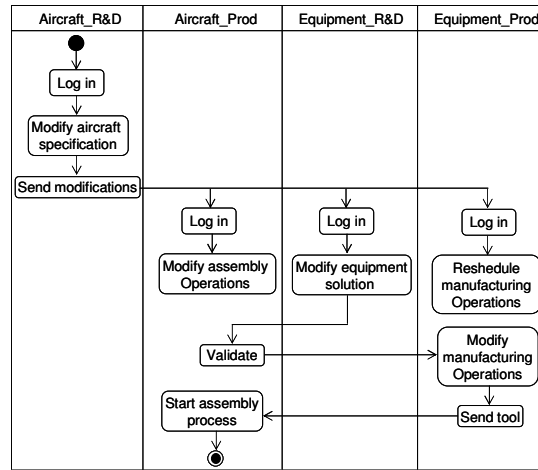 Aircraft_R&D Aircraft_Prod Equipment_R&D Equipment_Prod
Log in
Modify aircraft
specification
Send modifications
Log in Log in Log in
Modify assembly
Operations
Modify equipment
solution
Reshedule
manufacturing
Operations
Validate
Modify
manufacturing
Operations
Start assembly
process
Send tool